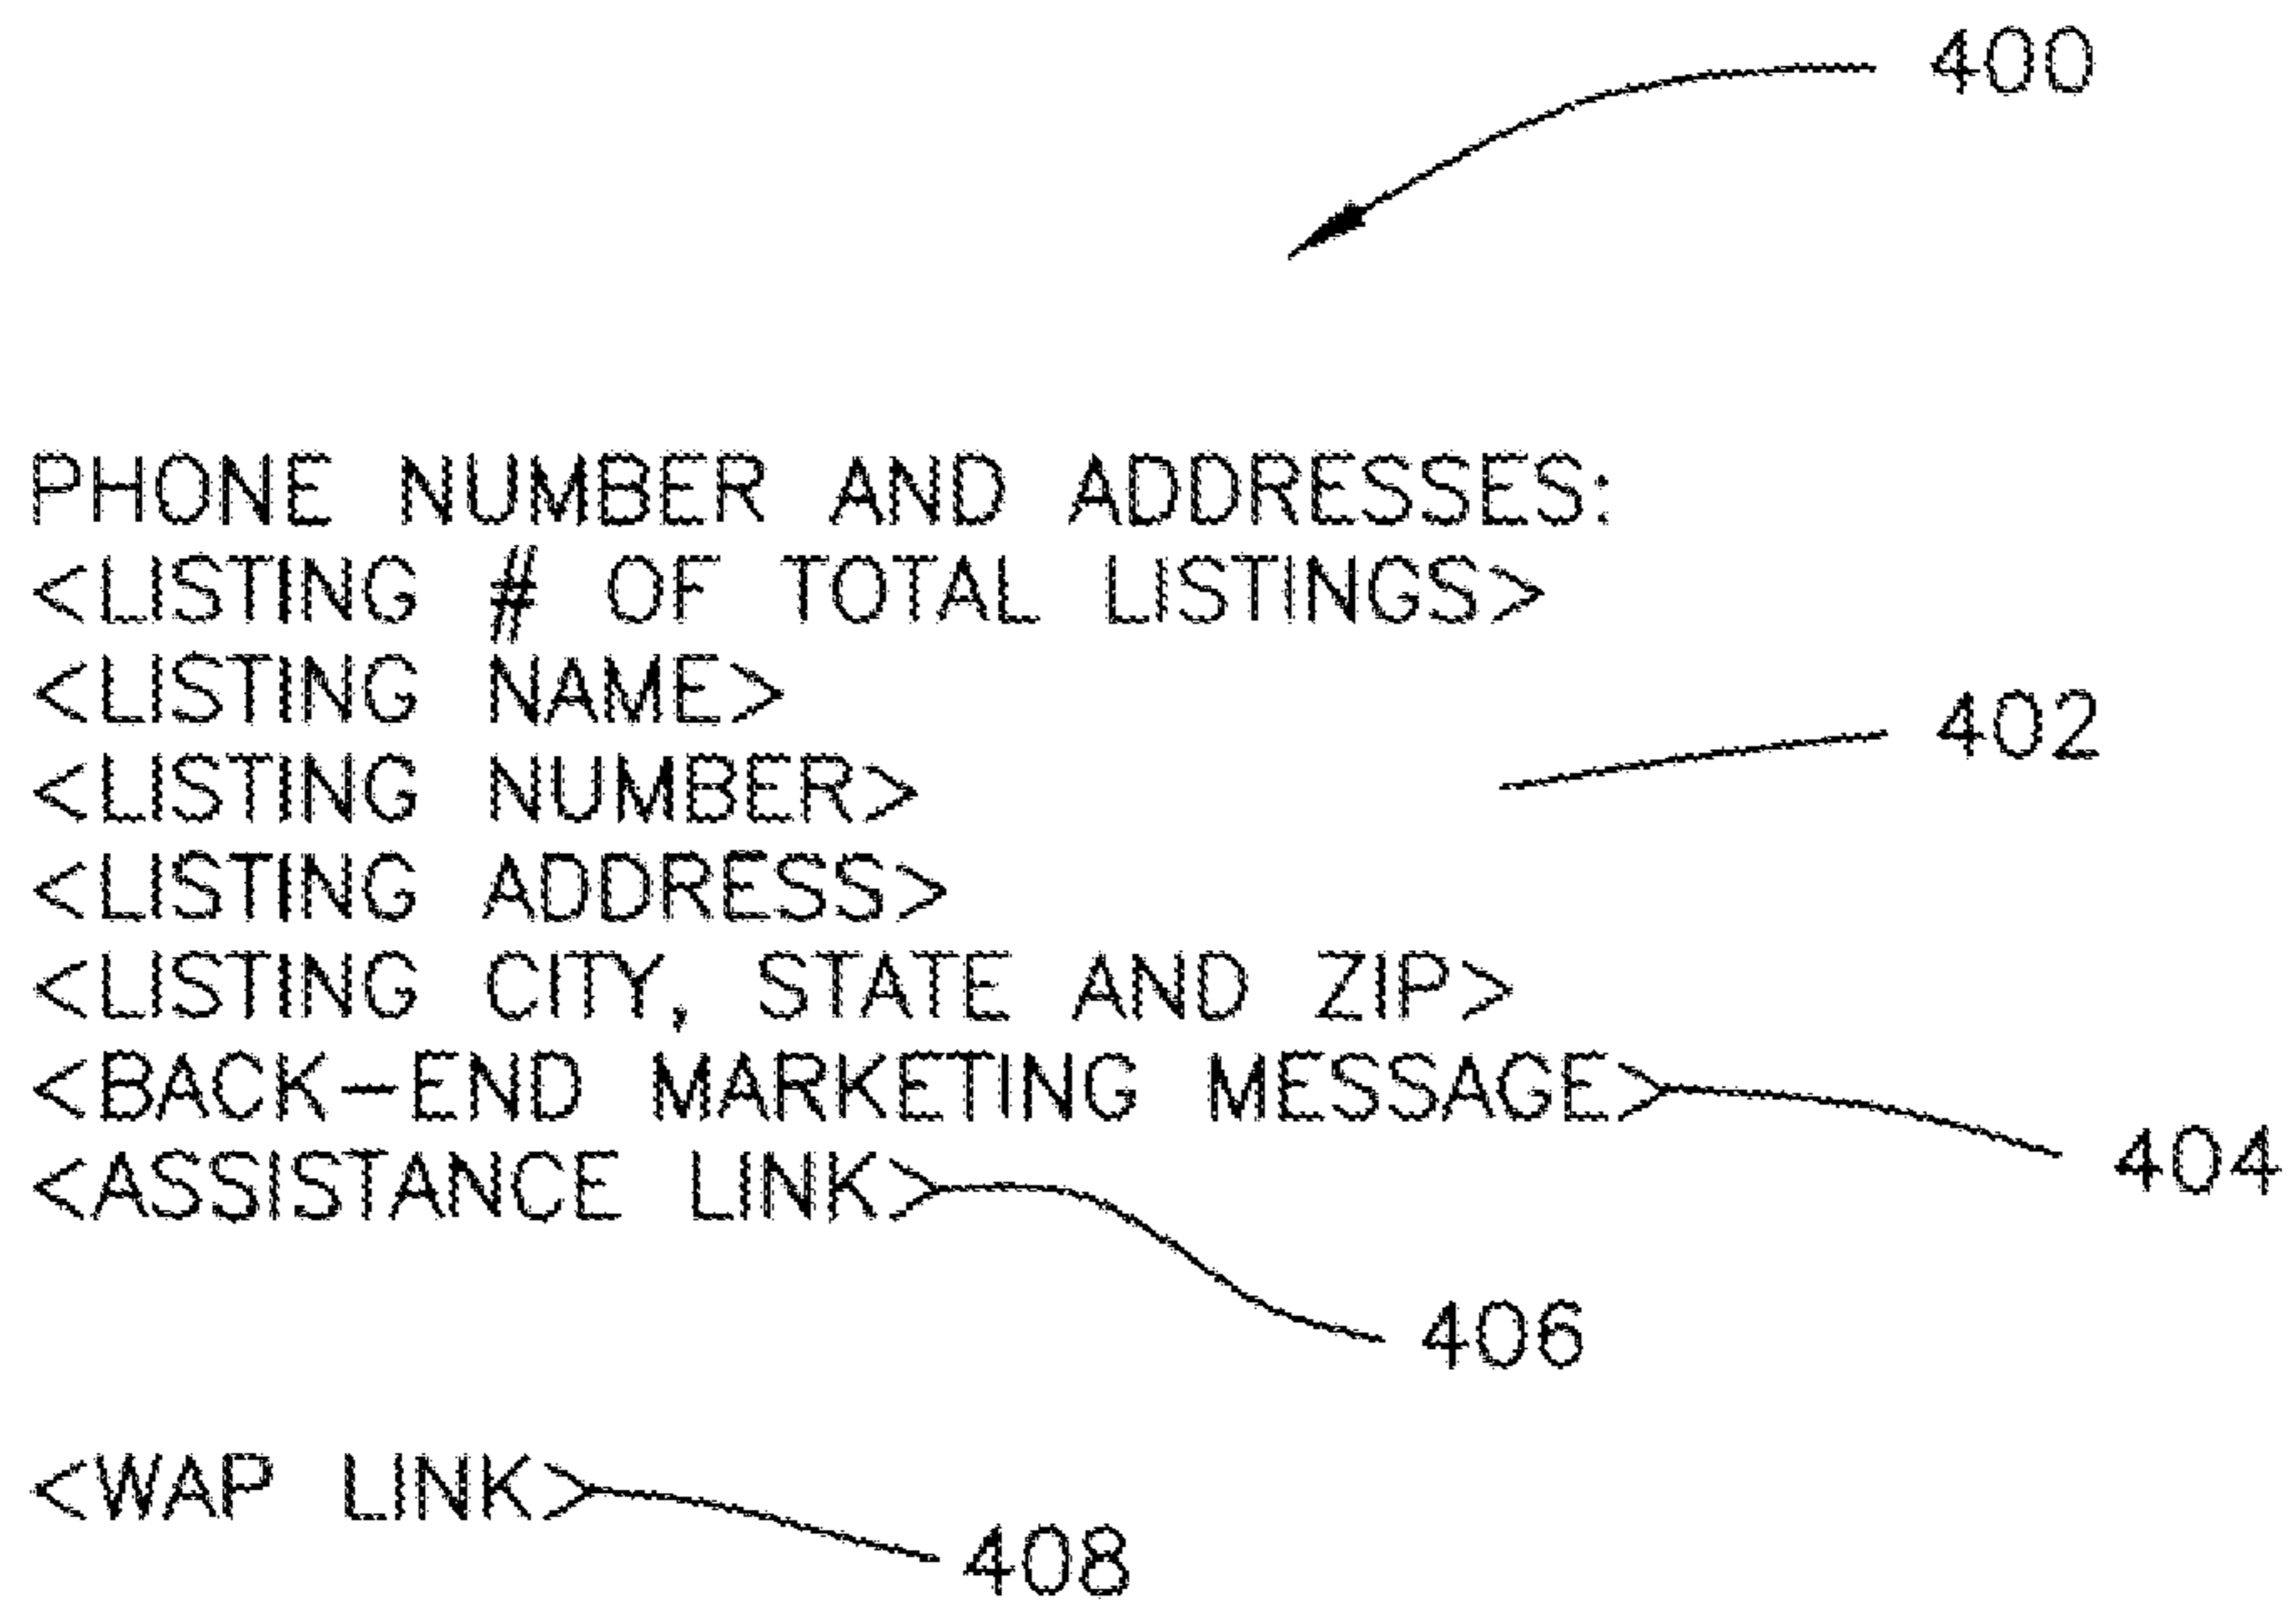 400
PHONE NUMBER AND ADDRESSES:
<LISTING # OF TOTAL LISTINGS>
<LISTING NAME>
402
<LISTING NUMBER>
<LISTING ADDRESS>
<LISTING CITY, STATE AND ZIP>
<BACK-END MARKETING MESSAGE>
404
<ASSISTANCE LINK>
406
<WAP LINK>
408